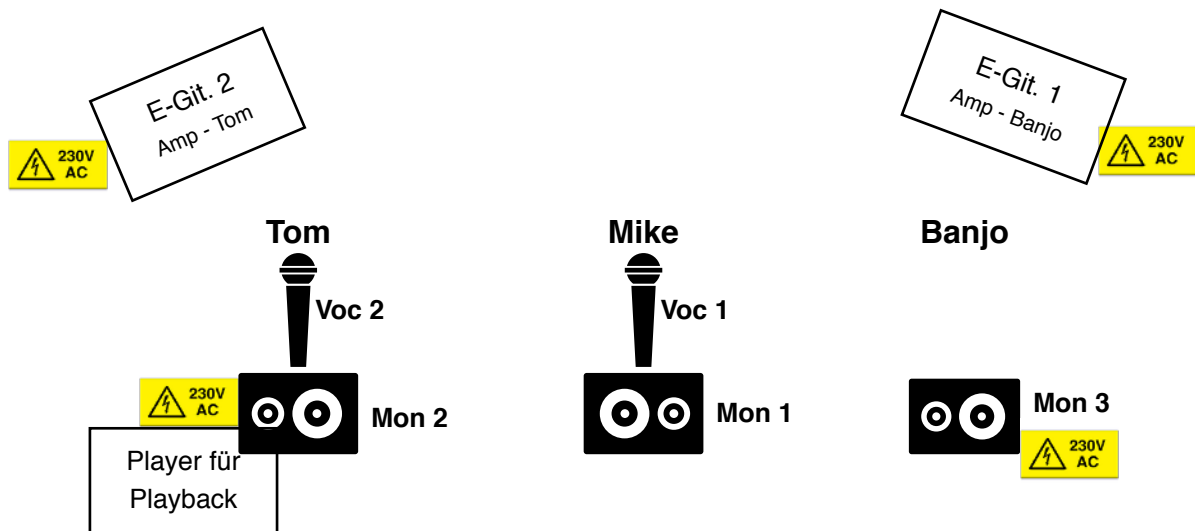 E-Git. 2
Amp - Tom
230V
AC
E-Git. 1
Amp - Banjo
230V
AC
Tom
Mike
Banjo
Voc 2
Voc 1
230V
AC
Mon 2
Mon 1
Mon 3
230V
AC
Player für
Playback